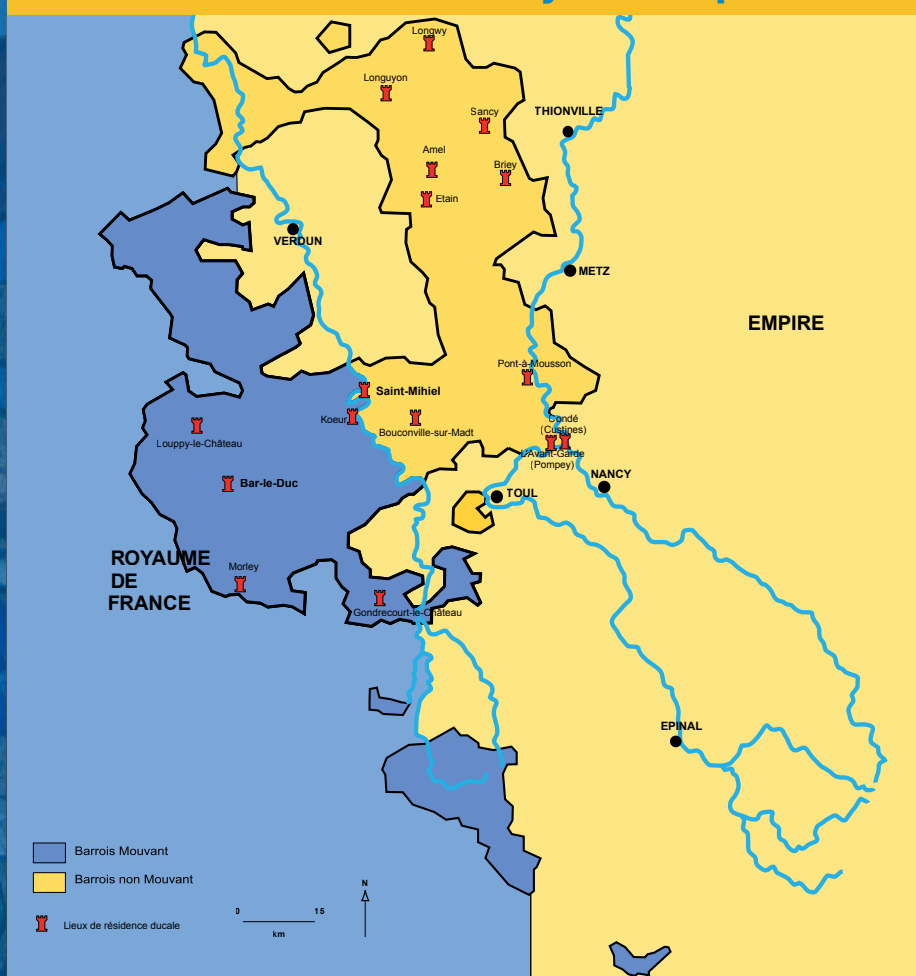 Longwy
Longuyon
Sancy
THIONVILLE
Amel
Briey
Etain
VERDUN
METZ
EMPIRE
Pont-à-Mousson
Saint-Mihiel
Koeur
Bouconville-sur-Madt
Condé
(Custines)
L'Avant-Garde
(Pompey)
Louppy-le-Château
NANCY
Bar-le-Duc
TOUL
ROYAUME
DE
FRANCE
Morley
Gondrecourt-le-Château
EPINAL
Barrois Mouvant
Barrois non Mouvant
Lieux de résidence ducale
0 15
km
N